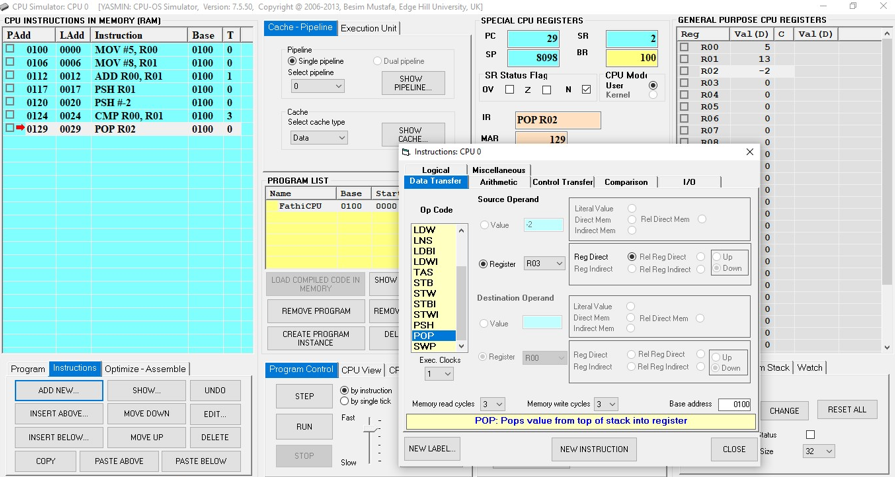 CPU Simulator: CPU 0 [YASMIN: CPU-OS Simulator, Version: 7.5.50, Copyright @ 2006-2013, Besim Mustafa, Edge Hill University, UK]
CPU INSTRUCTIONS IN MEMORY (RAM)
PAdd LAdd Instruction Base T
0100 0000 MOV #5, R00 0100 0
0106 0006 MOV #8, R01 0100 0
0112 0012 ADD R00, R01 0100 1
0117 0017 PSH R01 0100 0
0120 0020 PSH #-2 0100 0
0124 0024 CMP R00, R01 0100 3
0129 0029 POP R02 0100 0
Program Instructions Optimize - Assemble
ADD NEW... SHOW... UNDO
INSERT ABOVE... MOVE DOWN EDIT...
INSERT BELOW... MOVE UP DELETE
COPY PASTE ABOVE PASTE BELOW
Cache - Pipeline Execution Unit
Pipeline
Single pipeline Dual pipeline
Select pipeline
0
SHOW PIPELINE...
Cache
Select cache type
Data
SHOW CACHE...
PROGRAM LIST
Name Base Star
FathiCPU 0100 0000
LOAD COMPILED CODE IN MEMORY SHOW
REMOVE PROGRAM REMO
CREATE PROGRAM INSTANCE DEL
Program Control CPU View CP
STEP by instruction
by single tick
RUN Fast
STOP Slow
SPECIAL CPU REGISTERS
PC 29 SR 2
SP 8098 BR 100
SR Status Flag
OV Z N
CPU Mode
User
Kernel
IR POP R02
MAR 129
GENERAL PURPOSE CPU REGISTERS
Reg Val (D) C Val (D)
R00 5
R01 13
R02 -2
R03 0
R04 0
R05 0
R06 0
R07 0
R08 0
0
0
0
0
0
0
0
0
0
0
0
Instructions: CPU 0
Logical Miscellaneous
Data Transfer Arithmetic Control Transfer Comparison I/O
Op Code
LDW
LNS
LDBI
LDWI
TAS
STB
STW
STBI
STWI
PSH
POP
SWP
Exec. Clocks
1
Source Operand
Value -2
Literal Value
Direct Mem Rel Direct Mem
Indirect Mem
Register R03
Reg Direct Rel Reg Direct Up
Reg Indirect Rel Reg Indirect Down
Destination Operand
Value
Literal Value
Direct Mem Rel Direct Mem
Indirect Mem
Register R00
Reg Direct Rel Reg Direct Up
Reg Indirect Rel Reg Indirect Down
Memory read cycles 3 Memory write cycles 3 Base address 0100
POP: Pops value from top of stack into register
NEW LABEL... NEW INSTRUCTION CLOSE
m Stack Watch
CHANGE RESET ALL
tatus
Size 32